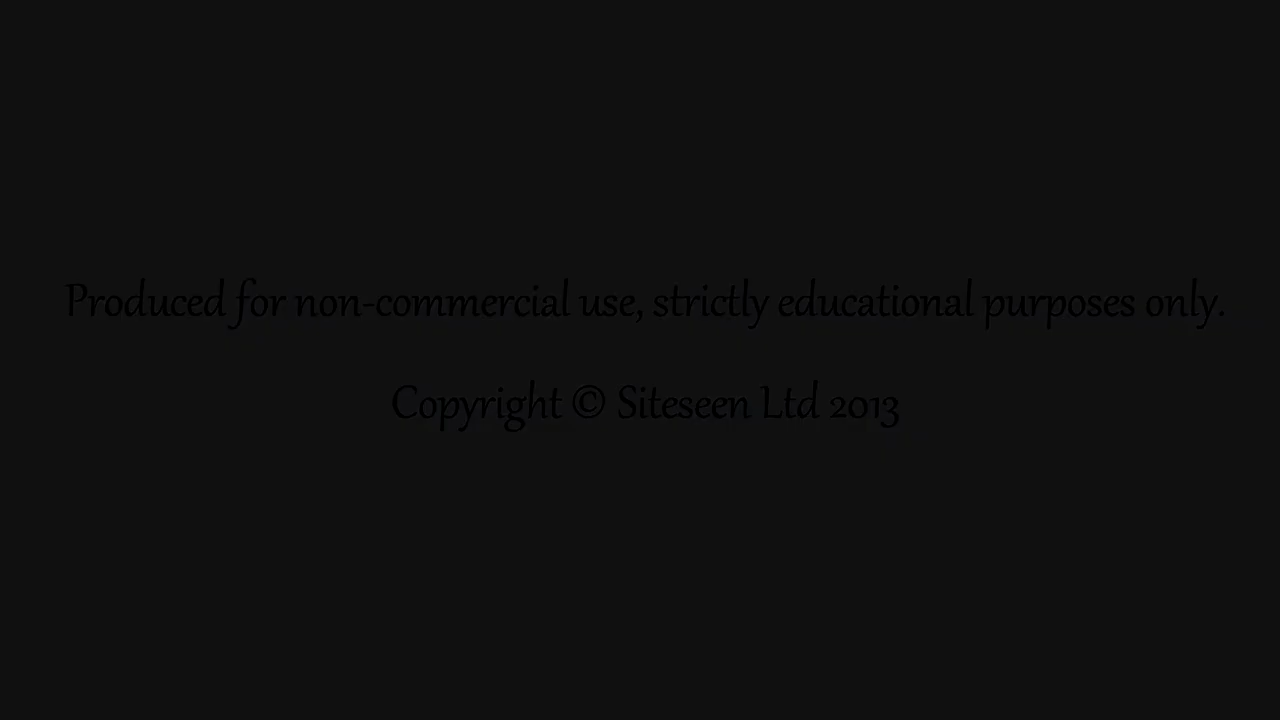 Produced for non-commercial use, strictly educational purposes only.
Copyright © Siteseen Ltd 2013